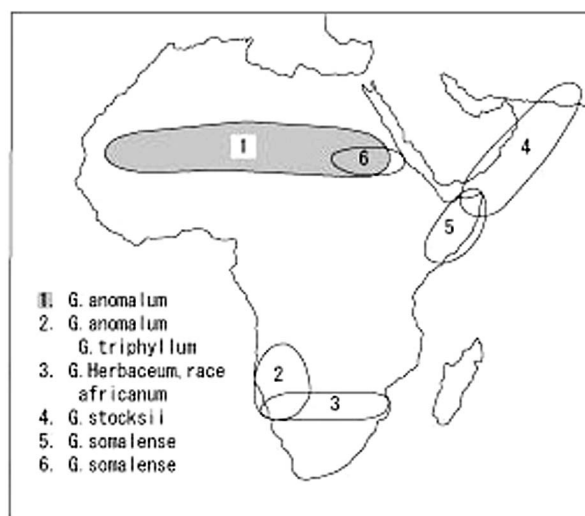 1
6
4
5
2
3
1. G. anomalum
2. G. anomalum
G. triphyllum
3. G. Herbaceum, race
africanum
4. G. stocksii
5. G. somalense
6. G. somalense